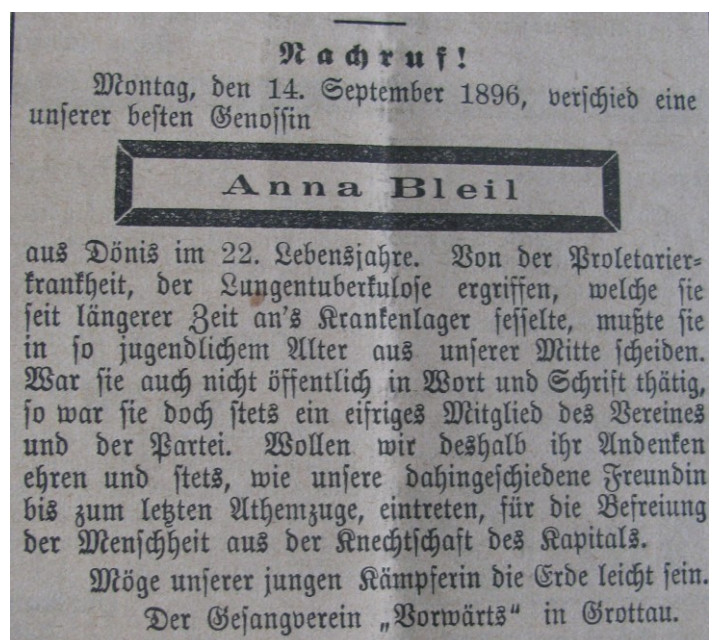 Nachruf!
Montag, den 14. September 1896, verschied eine
unserer besten Genossin
Anna Bleil
aus Dönis im 22. Lebensjahre. Von der Proletarier-
krankheit, der Lungentuberkulose ergriffen, welche sie
seit längerer Zeit an's Krankenlager fesselte, mußte sie
in so jugendlichem Alter aus unserer Mitte scheiden.
War sie auch nicht öffentlich in Wort und Schrift thätig,
so war sie doch stets ein eifriges Mitglied des Vereines
und der Partei. Wollen wir deshalb ihr Andenken
ehren und stets, wie unsere dahingeschiedene Freundin
bis zum letzten Athemzuge, eintreten, für die Befreiung
der Menschheit aus der Knechtschaft des Kapitals.
Möge unserer jungen Kämpferin die Erde leicht sein.
Der Gesangverein „Vorwärts“ in Grottau.